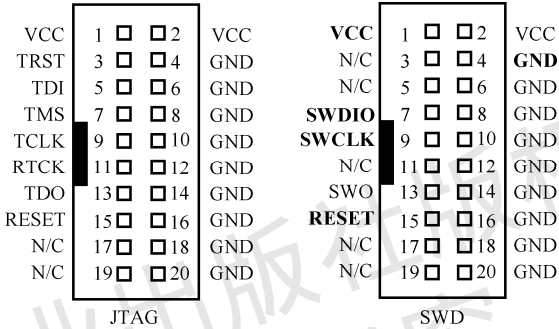 VCC 1 2 VCC VCC 1 2 VCC
TRST 3 4 GND N/C 3 4 GND
TDI 5 6 GND N/C 5 6 GND
TMS 7 8 GND SWDIO 7 8 GND
TCLK 9 10 GND SWCLK 9 10 GND
RTCK 11 12 GND N/C 11 12 GND
TDO 13 14 GND SWO 13 14 GND
RESET 15 16 GND RESET 15 16 GND
N/C 17 18 GND N/C 17 18 GND
N/C 19 20 GND N/C 19 20 GND
JTAG SWD